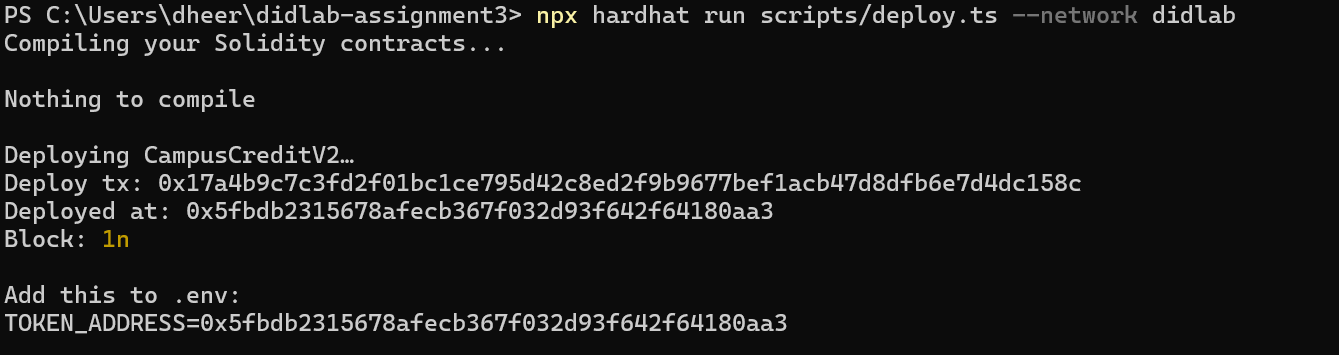 PS C:\Users\dheer\didlab-assignment3> npx hardhat run scripts/deploy.ts --network didlab
Compiling your Solidity contracts...
Nothing to compile
Deploying CampusCreditV2…
Deploy tx: 0x17a4b9c7c3fd2f01bc1ce795d42c8ed2f9b9677bef1acb47d8dfb6e7d4dc158c
Deployed at: 0x5fbdb2315678afecb367f032d93f642f64180aa3
Block: 1n
Add this to .env:
TOKEN_ADDRESS=0x5fbdb2315678afecb367f032d93f642f64180aa3